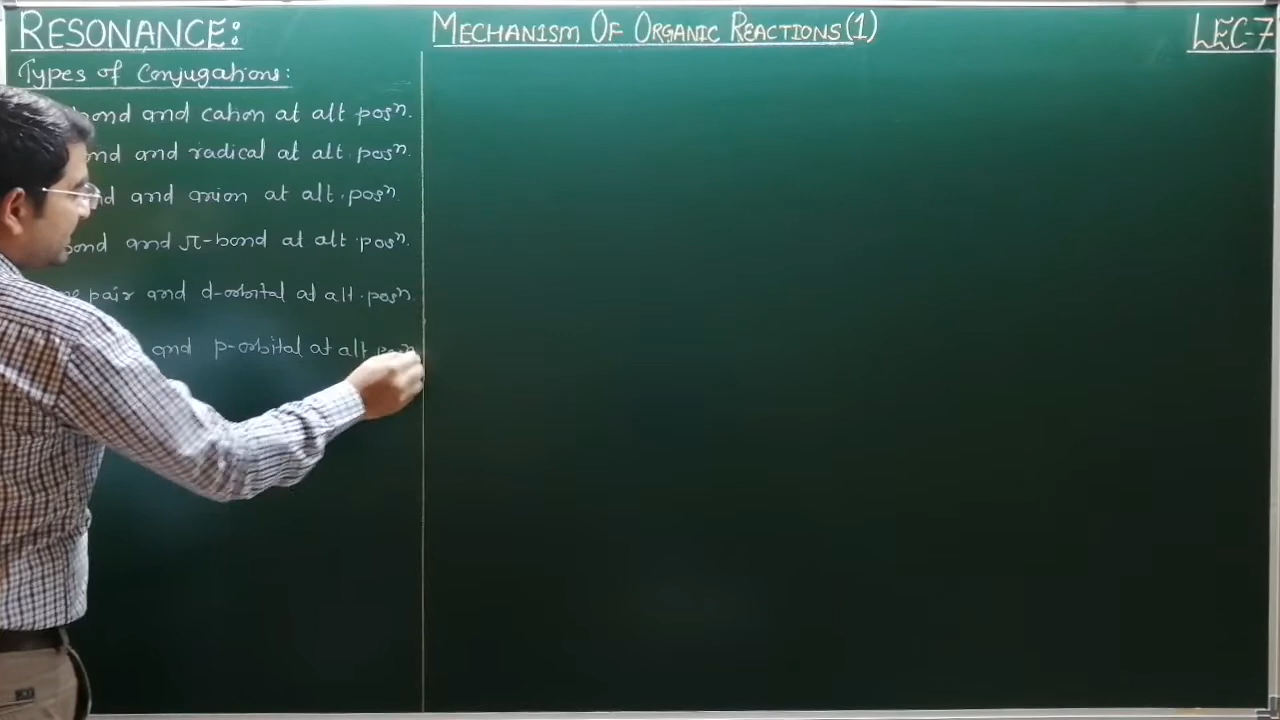 RESONANCE:
MECHANISM OF ORGANIC REACTIONS(1)
LEC-7
Types of Conjugations:
bond and cation at alt posⁿ.
and radical at alt. posⁿ.
and anion at alt. posⁿ.
bond and π-bond at alt. posⁿ.
pair and d-orbital at alt. posⁿ
and p-orbital at alt